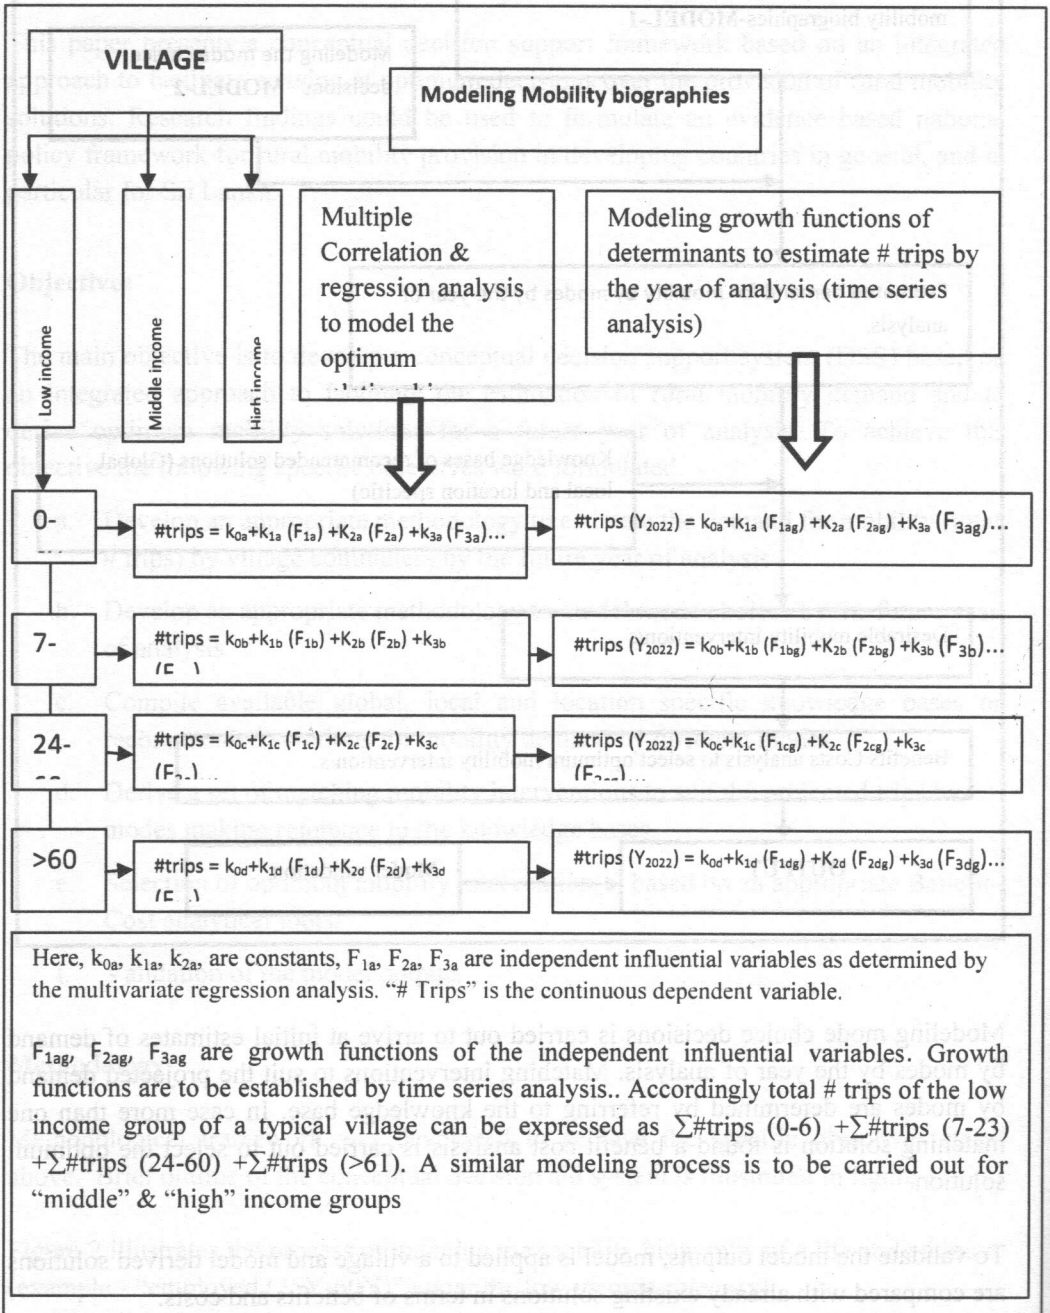 VILLAGE
Modeling Mobility biographies
Low income
Middle income
High income
Multiple
Correlation &
regression analysis
to model the
optimum
Modeling growth functions of
determinants to estimate # trips by
the year of analysis (time series
analysis)
0-
#trips = k0a+k1a (F1a) +K2a (F2a) +k3a (F3a)...
#trips (Y2022) = k0a+k1a (F1ag) +K2a (F2ag) +k3a (F3ag)...
7-
#trips = k0b+k1b (F1b) +K2b (F2b) +k3b
#trips (Y2022) = k0b+k1b (F1bg) +K2b (F2bg) +k3b (F3b)...
24-
#trips = k0c+k1c (F1c) +K2c (F2c) +K3c
#trips (Y2022) = k0c+k1c (F1cg) +K2c (F2cg) +k3c
>60
#trips = k0d+k1d (F1d) +K2d (F2d) +k3d
#trips (Y2022) = k0d+k1d (F1dg) +K2d (F2dg) +k3d (F3dg)...
Here, k0a, k1a, k2a, are constants, F1a, F2a, F3a are independent influential variables as determined by
the multivariate regression analysis. “# Trips” is the continuous dependent variable.
F1ag, F2ag, F3ag are growth functions of the independent influential variables. Growth
functions are to be established by time series analysis.. Accordingly total # trips of the low
income group of a typical village can be expressed as ∑#trips (0-6) +∑#trips (7-23)
+∑#trips (24-60) +∑#trips (>61). A similar modeling process is to be carried out for
“middle” & “high” income groups